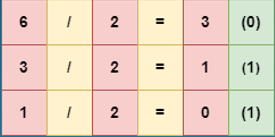 6 / 2 = 3 (0)
3 / 2 = 1 (1)
1 / 2 = 0 (1)